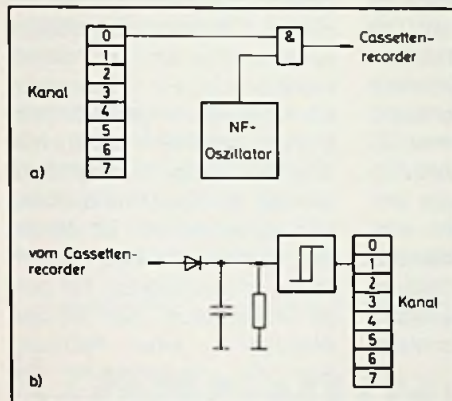 0
1
2
3
4
5
6
7
Kanal
&
Cassetten-
recorder
NF-
Oszillator
a)
vom Cassetten-
recorder
0
1
2
3
4
5
6
7
Kanal
b)